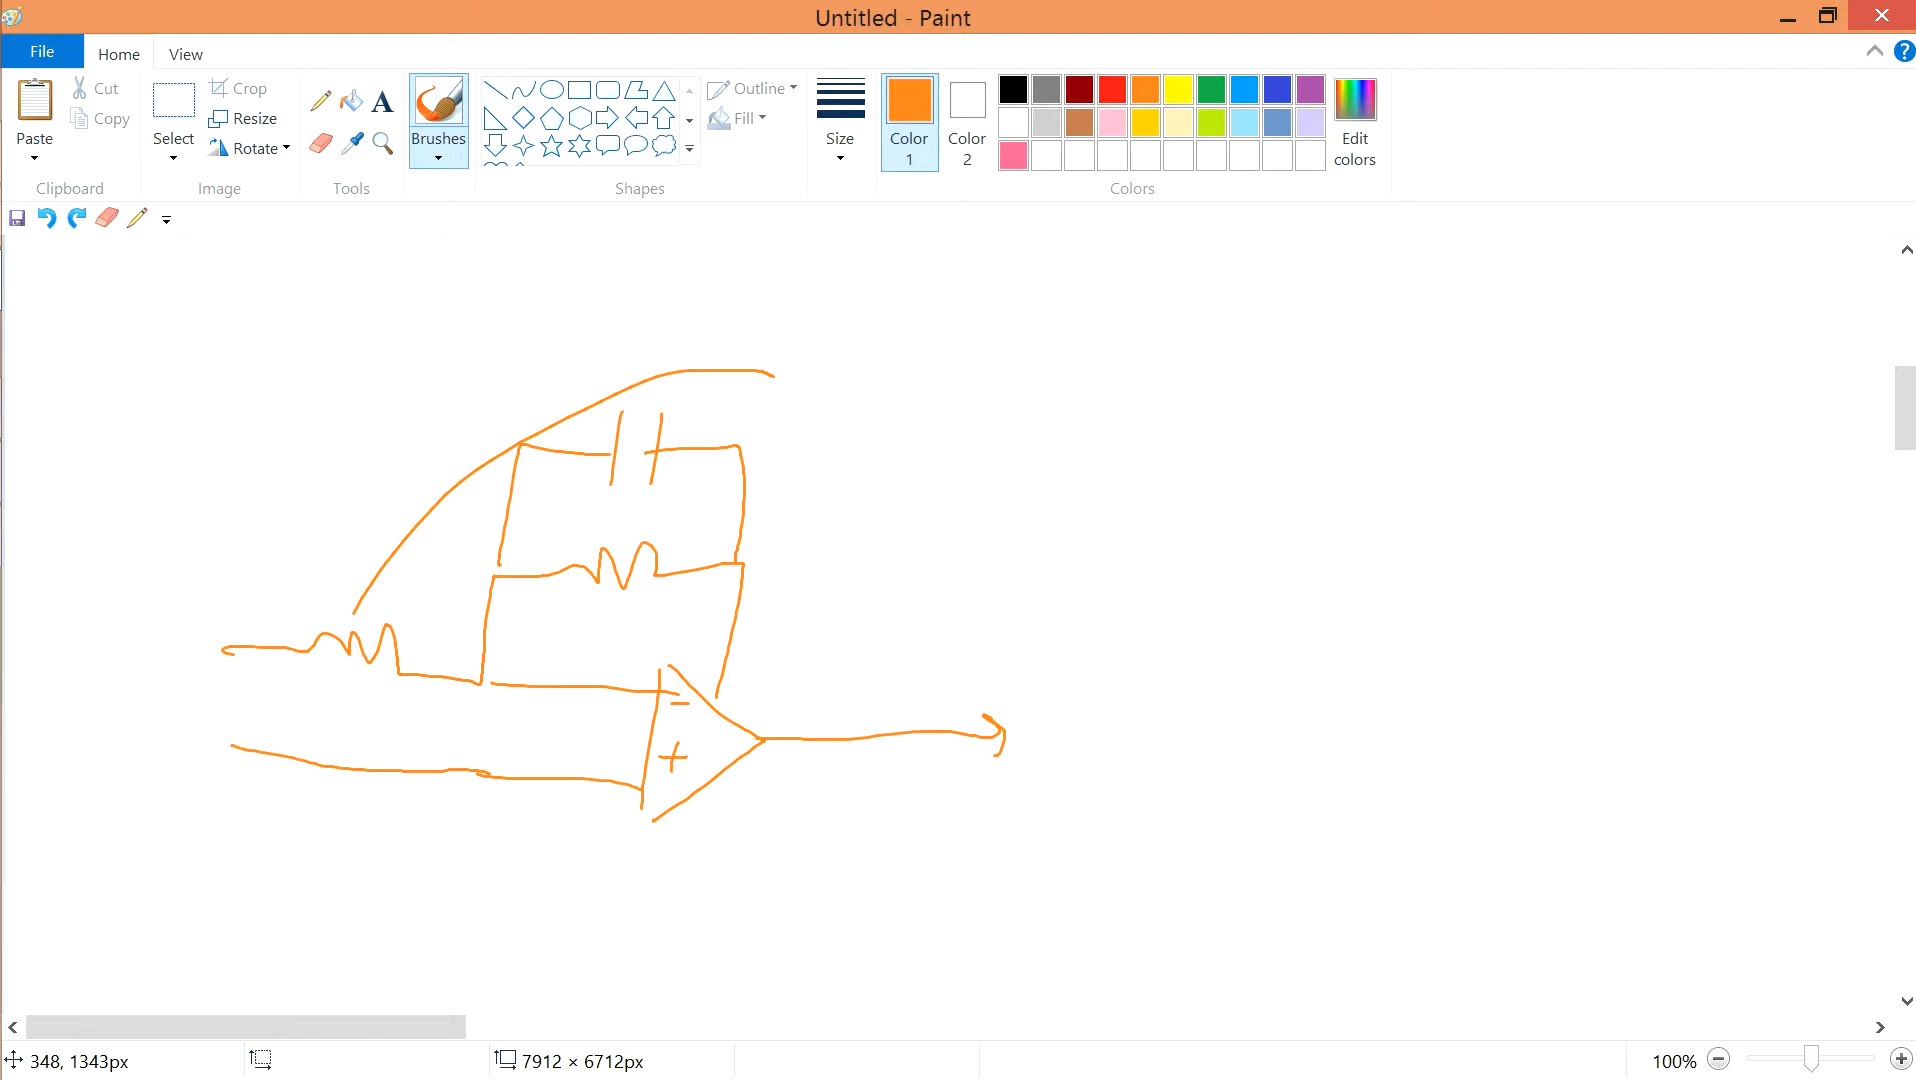 Untitled - Paint
File Home View
Paste
Cut
Copy
Clipboard
Select
Crop
Resize
Rotate
Image
A
Tools
Brushes
Shapes
Outline
Fill
Size
Color 1
Color 2
Edit colors
Colors
?
−
+
348, 1343px
7912 × 6712px
100%